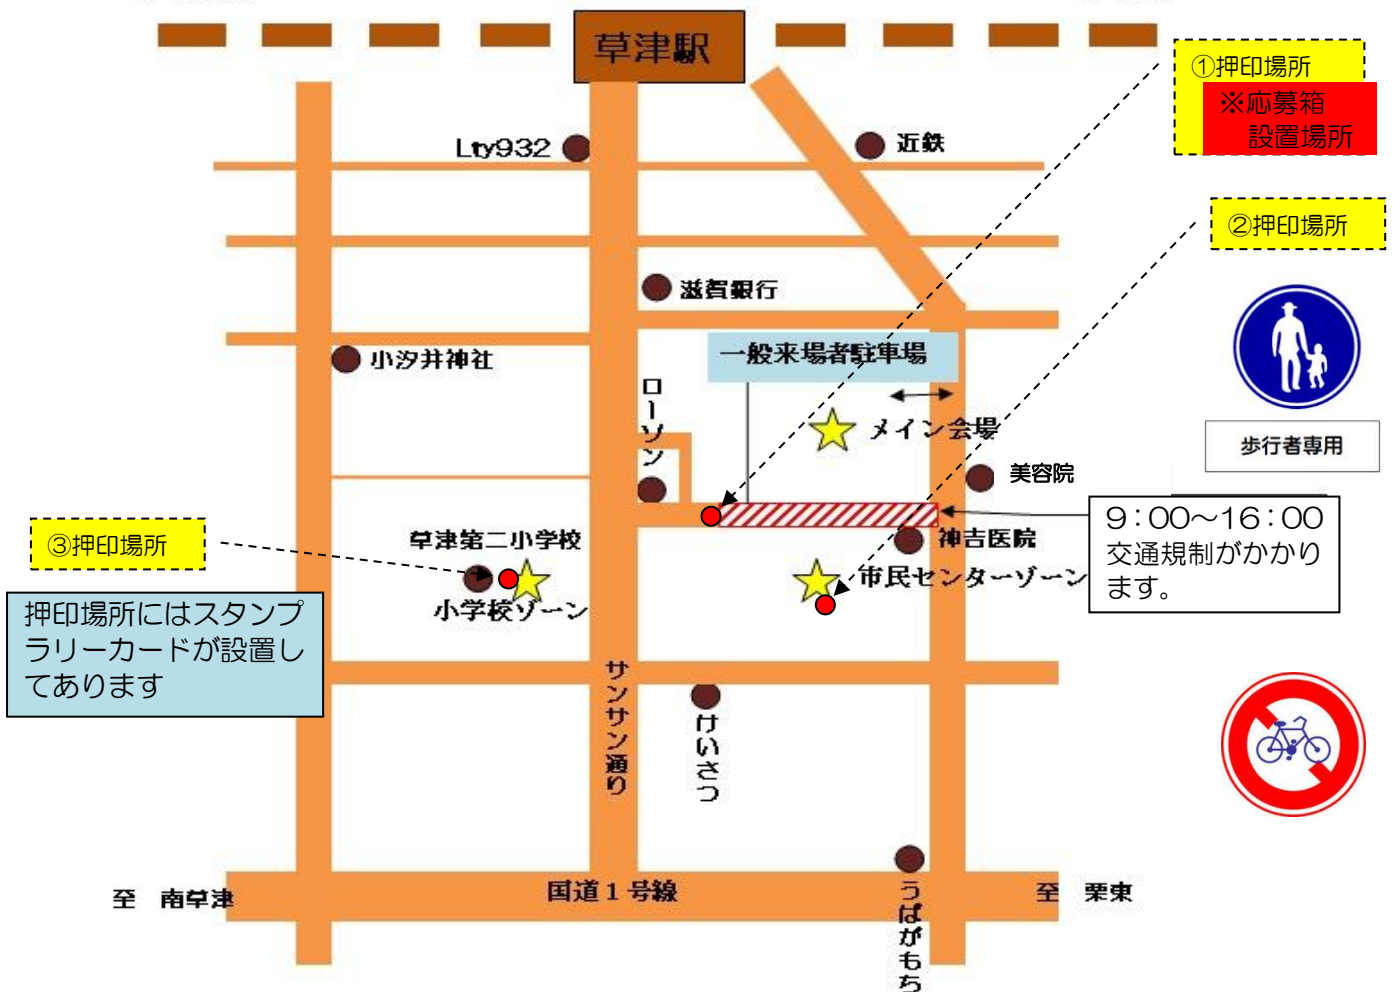 草津駅
①押印場所
※応募箱
設置場所
Lty932
近鉄
②押印場所
滋賀銀行
一般来場者駐車場
小汐井神社
ローソン
メイン会場
歩行者専用
美容院
9:00～16:00
交通規制がかかり
ます。
③押印場所
草津第二小学校
小学校ゾーン
神吉医院
市民センターゾーン
押印場所にはスタンプ
ラリーカードが設置し
てあります
サンサン通り
けいさつ
至　南草津
国道１号線
うばがもち
至　栗東